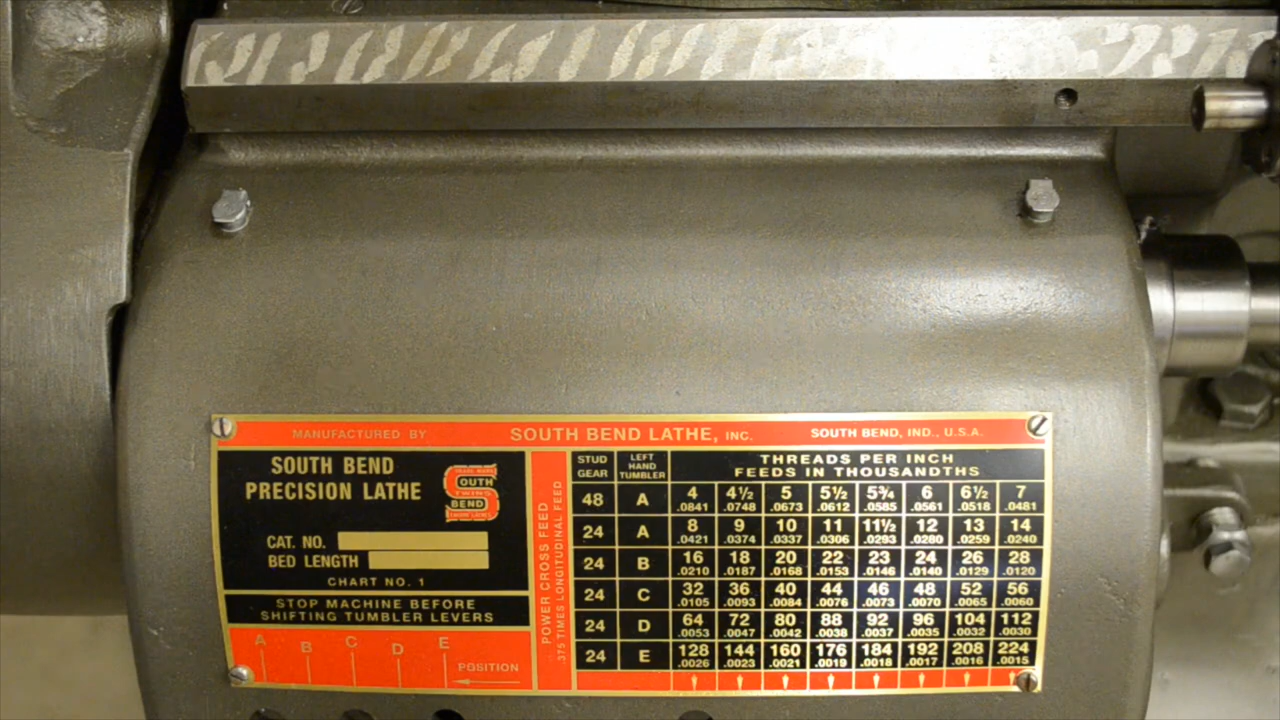 MANUFACTURED BY SOUTH BEND LATHE, INC. SOUTH BEND, IND., U.S.A.
SOUTH BEND
PRECISION LATHE
SOUTH
TWINS
BEND
CAT. NO.
BED LENGTH
CHART NO. 1
STOP MACHINE BEFORE
SHIFTING TUMBLER LEVERS
A B C D E
POSITION
POWER CROSS FEED
.375 TIMES LONGITUDINAL FEED
STUD GEAR
LEFT HAND TUMBLER
THREADS PER INCH
FEEDS IN THOUSANDTHS
48 A 4 4½ 5 5½ 5¾ 6 6½ 7
.0841 .0748 .0673 .0612 .0585 .0561 .0518 .0481
24 A 8 9 10 11 11½ 12 13 14
.0421 .0374 .0337 .0306 .0293 .0280 .0259 .0240
24 B 16 18 20 22 23 24 26 28
.0210 .0187 .0168 .0153 .0146 .0140 .0129 .0120
24 C 32 36 40 44 46 48 52 56
.0105 .0093 .0084 .0076 .0073 .0070 .0065 .0060
24 D 64 72 80 88 92 96 104 112
.0053 .0047 .0042 .0038 .0037 .0035 .0032 .0030
24 E 128 144 160 176 184 192 208 224
.0026 .0023 .0021 .0019 .0018 .0017 .0016 .0015